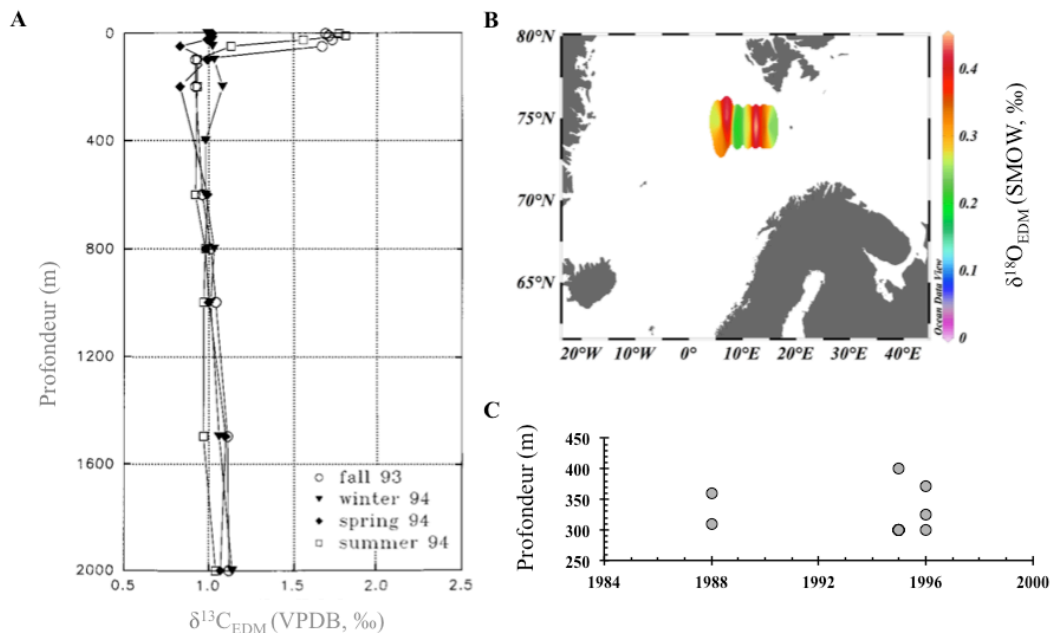 A
0
400
800
1200
1600
2000
0.5
1.0
1.5
2.0
2.5
Profondeur (m)
δ¹³C_EDM (VPDB, ‰)
fall 93
winter 94
spring 94
summer 94
B
80°N
75°N
70°N
65°N
20°W
10°W
0°
10°E
20°E
30°E
40°E
Ocean Data View
0.4
0.3
0.2
0.1
0
δ¹⁸O_EDM (SMOW, ‰)
C
Profondeur (m)
450
400
350
300
250
1984
1988
1992
1996
2000